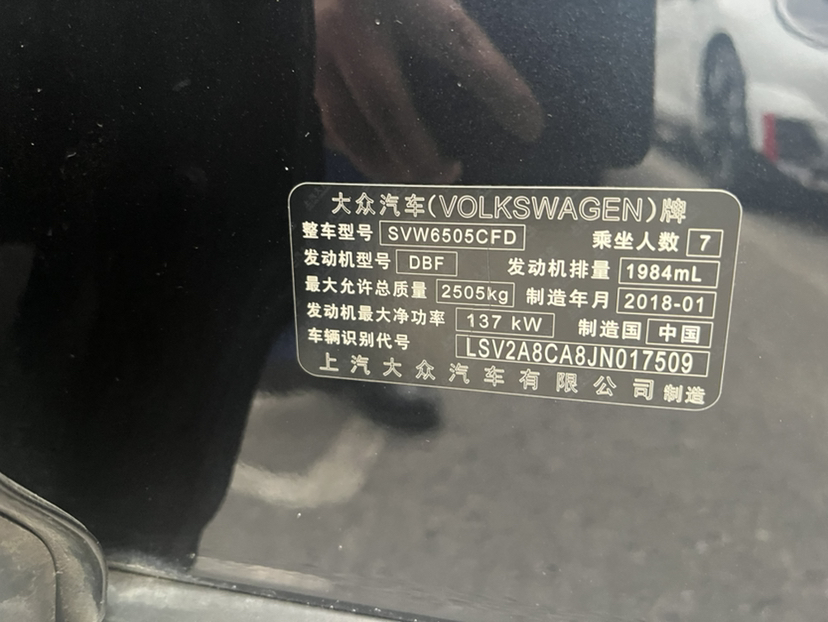 大众汽车(VOLKSWAGEN)牌
整车型号 SVW6505CFD 乘坐人数 7
发动机型号 DBF 发动机排量 1984mL
最大允许总质量 2505kg 制造年月 2018-01
发动机最大净功率 137 kW 制造国 中国
车辆识别代号 LSV2A8CA8JN017509
上汽大众汽车有限公司制造